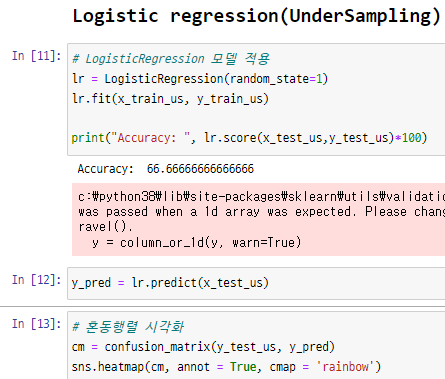 Logistic regression(UnderSampling)
In [11]:
# LogisticRegression 모델 적용
lr = LogisticRegression(random_state=1)
lr.fit(x_train_us, y_train_us)
print("Accuracy: ", lr.score(x_test_us,y_test_us)*100)
Accuracy:  66.66666666666666
c:₩python38₩lib₩site-packages₩sklearn₩utils₩validatio
was passed when a 1d array was expected. Please chan
ravel().
y = column_or_1d(y, warn=True)
In [12]:
y_pred = lr.predict(x_test_us)
In [13]:
# 혼동행렬 시각화
cm = confusion_matrix(y_test_us, y_pred)
sns.heatmap(cm, annot = True, cmap = 'rainbow')